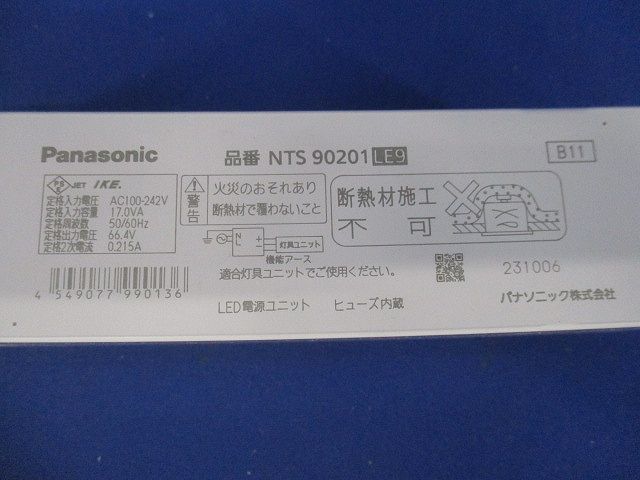 Panasonic 品番 NTS 90201 LE9 B11
PS E JET IKE.
定格入力電圧 AC100-242V
定格入力容量 17.0VA
定格周波数 50/60Hz
定格出力電圧 66.4V
定格2次電流 0.215A
警告
火災のおそれあり
断熱材で覆わないこと
断熱材施工
不可
N L + − 灯具ユニット
機能アース
適合灯具ユニットでご使用ください。
4 549077 990136
LED電源ユニット ヒューズ内蔵
231006
パナソニック株式会社